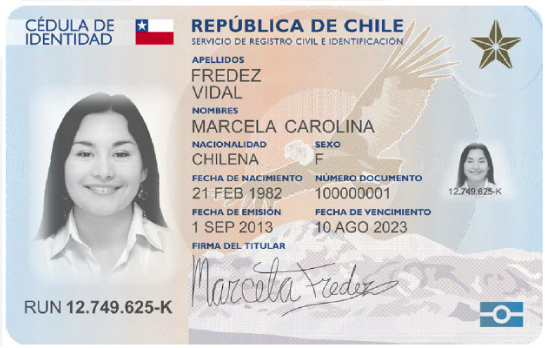 CÉDULA DE
IDENTIDAD
REPÚBLICA DE CHILE
SERVICIO DE REGISTRO CIVIL E IDENTIFICACIÓN
APELLIDOS
FREDEZ
VIDAL
NOMBRES
MARCELA CAROLINA
NACIONALIDAD SEXO
CHILENA F
FECHA DE NACIMIENTO NÚMERO DOCUMENTO
21 FEB 1982 100000001
12.749.625-K
FECHA DE EMISIÓN FECHA DE VENCIMIENTO
1 SEP 2013 10 AGO 2023
FIRMA DEL TITULAR
Marcela Fredez
RUN 12.749.625-K